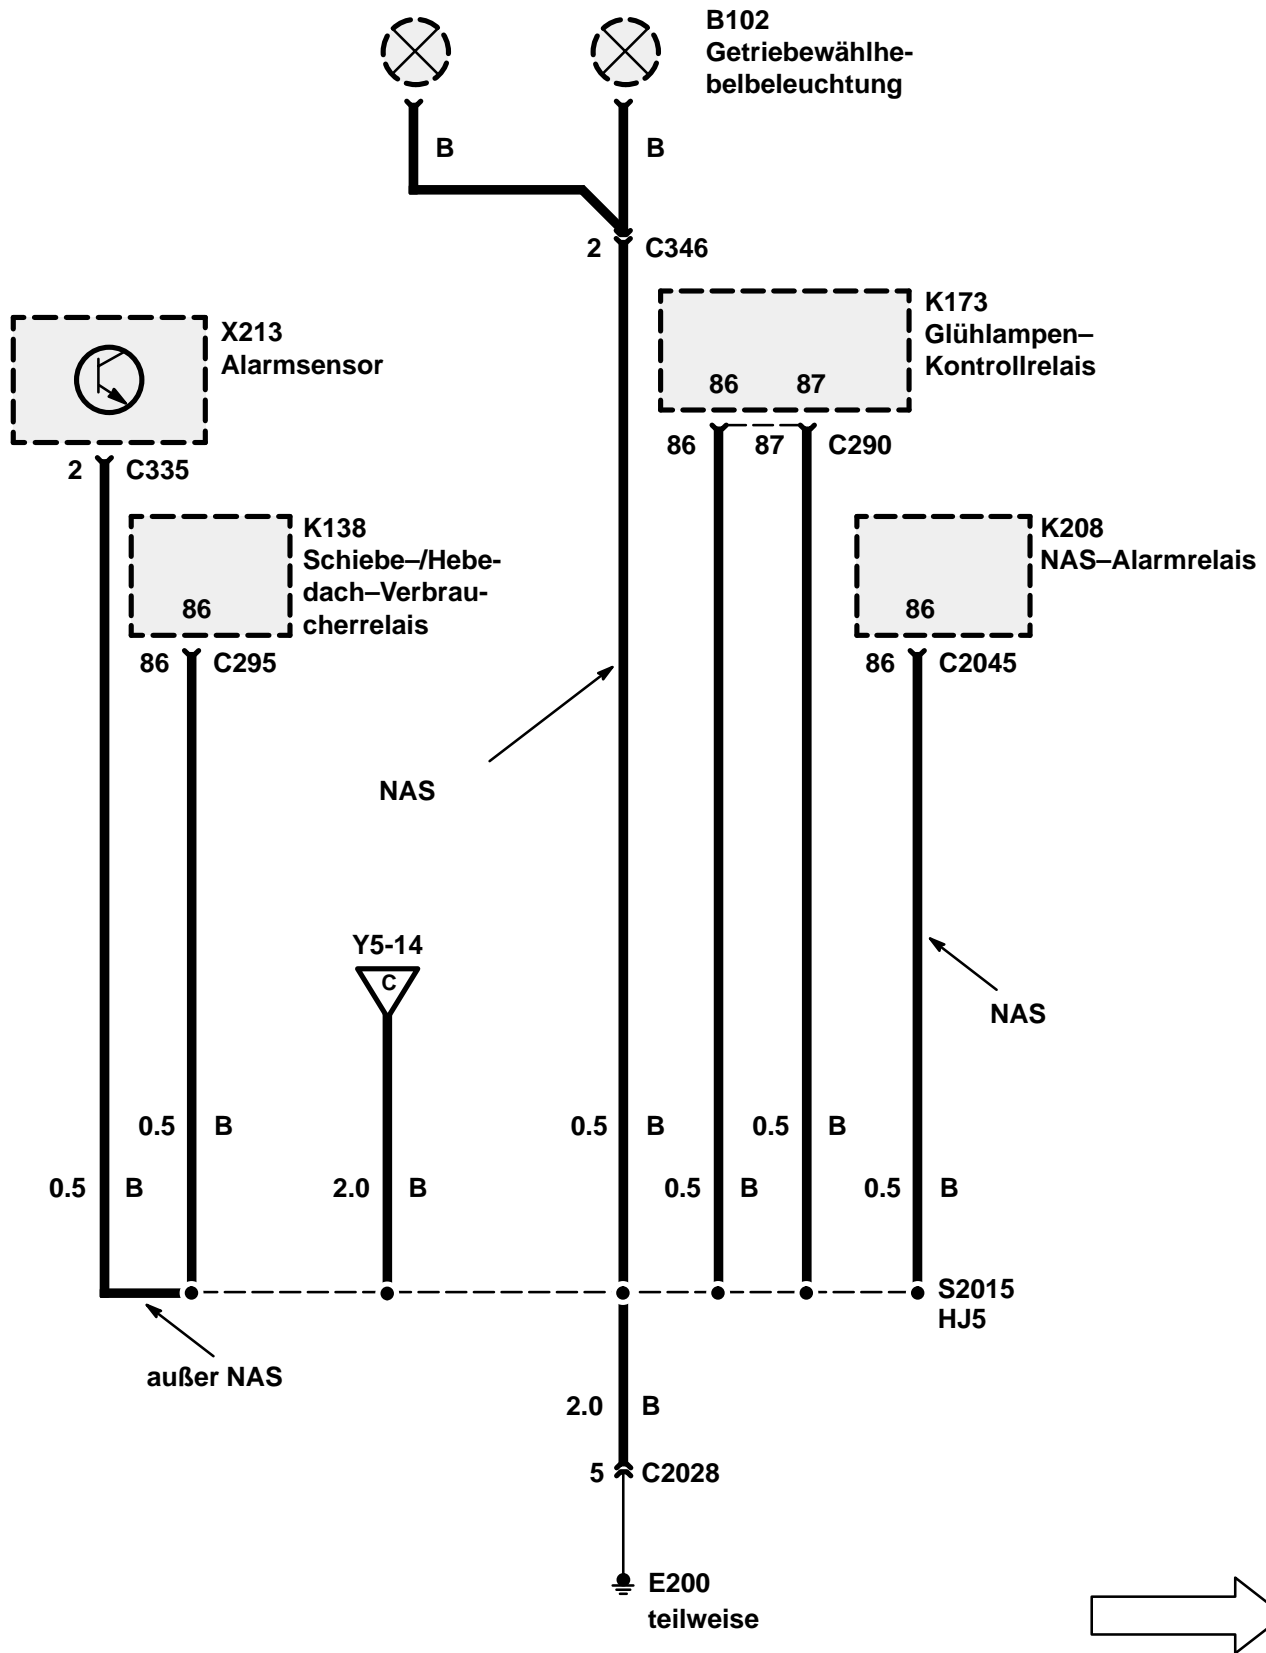 B102
Getriebewählhe-
belbeleuchtung
B
B
2
C346
K173
Glühlampen–
Kontrollrelais
86
87
86
87
C290
X213
Alarmsensor
2
C335
K138
Schiebe–/Hebe-
dach–Verbrau-
cherrelais
86
86
C295
K208
NAS–Alarmrelais
86
86
C2045
NAS
Y5-14
C
NAS
0.5
B
0.5
B
0.5
B
0.5
B
2.0
B
0.5
B
0.5
B
S2015
HJ5
außer NAS
2.0
B
5
C2028
E200
teilweise